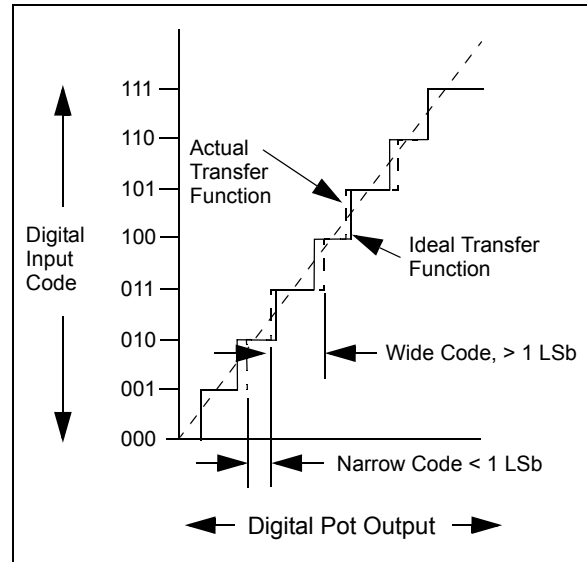 111
110
Actual
Transfer
Function
101
Digital
Input
Code
100
Ideal Transfer
Function
011
Wide Code, > 1 LSb
010
001
000
Narrow Code < 1 LSb
Digital Pot Output